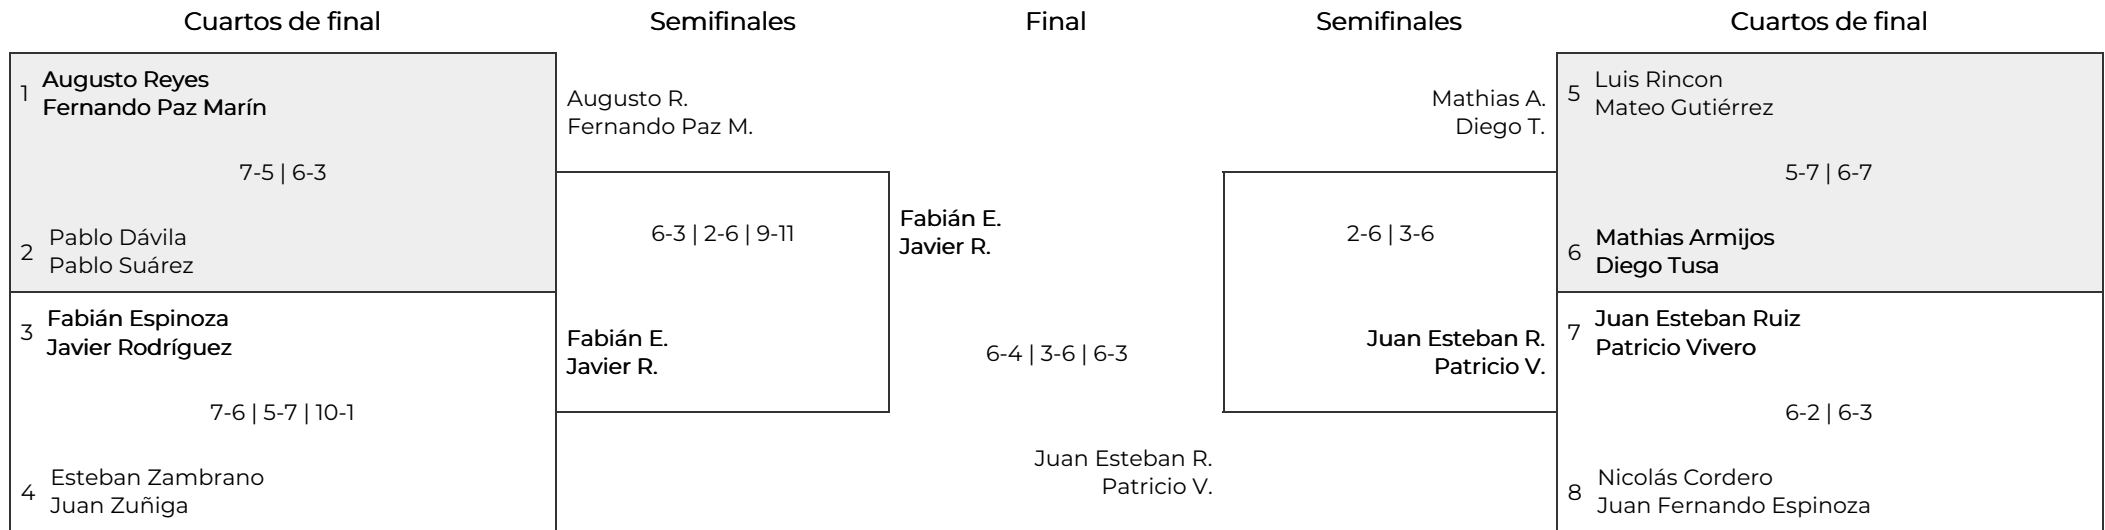 Cuartos de final
Semifinales
Final
Semifinales
Cuartos de final
1
Augusto Reyes
Fernando Paz Marín
7-5 | 6-3
2
Pablo Dávila
Pablo Suárez
3
Fabián Espinoza
Javier Rodríguez
7-6 | 5-7 | 10-1
4
Esteban Zambrano
Juan Zuñiga
Augusto R.
Fernando Paz M.
6-3 | 2-6 | 9-11
Fabián E.
Javier R.
Fabián E.
Javier R.
6-4 | 3-6 | 6-3
Juan Esteban R.
Patricio V.
Mathias A.
Diego T.
2-6 | 3-6
Juan Esteban R.
Patricio V.
5
Luis Rincon
Mateo Gutiérrez
5-7 | 6-7
6
Mathias Armijos
Diego Tusa
7
Juan Esteban Ruiz
Patricio Vivero
6-2 | 6-3
8
Nicolás Cordero
Juan Fernando Espinoza